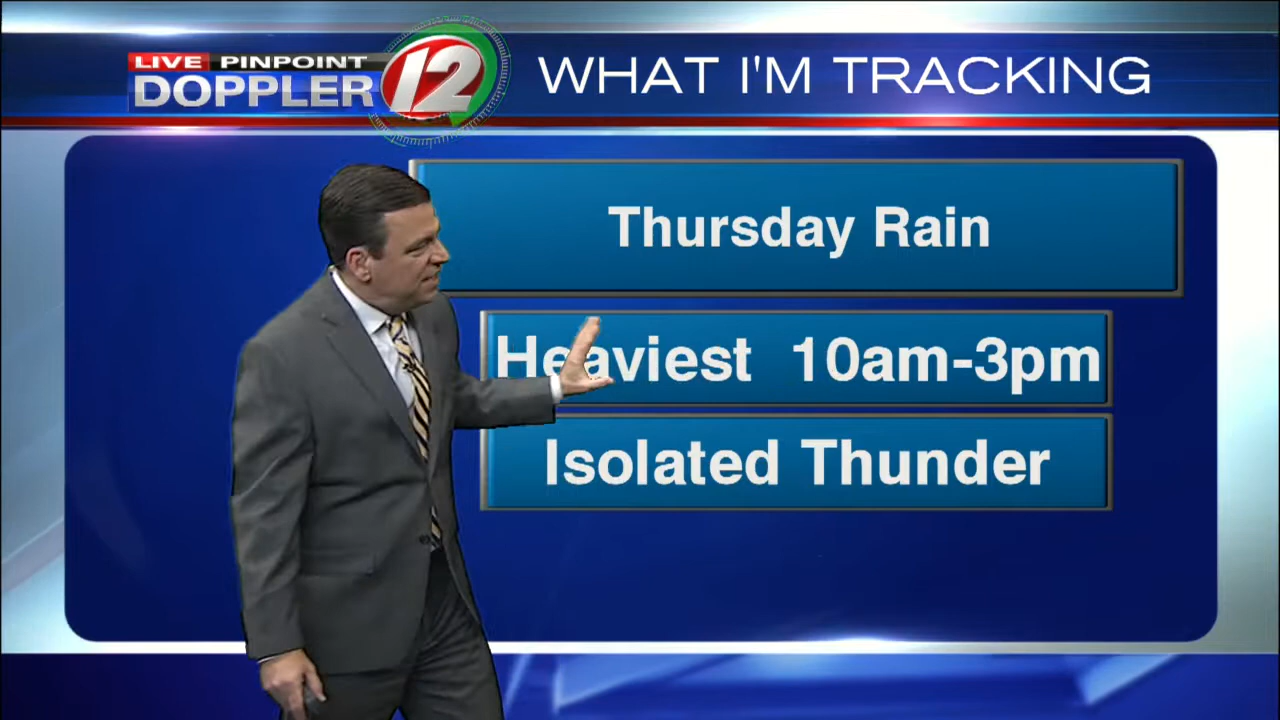 LIVE PINPOINT
DOPPLER 12
WHAT I'M TRACKING
Thursday Rain
Heaviest 10am-3pm
Isolated Thunder